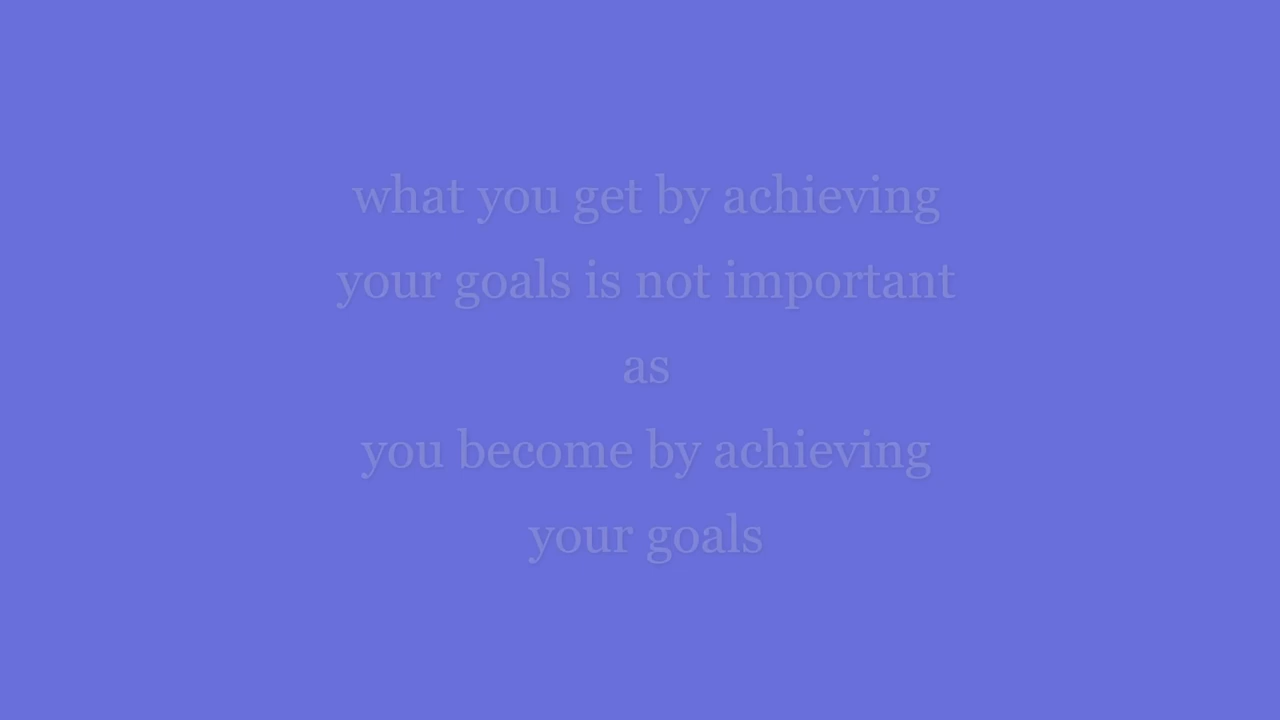 what you get by achieving
your goals is not important
as
you become by achieving
your goals